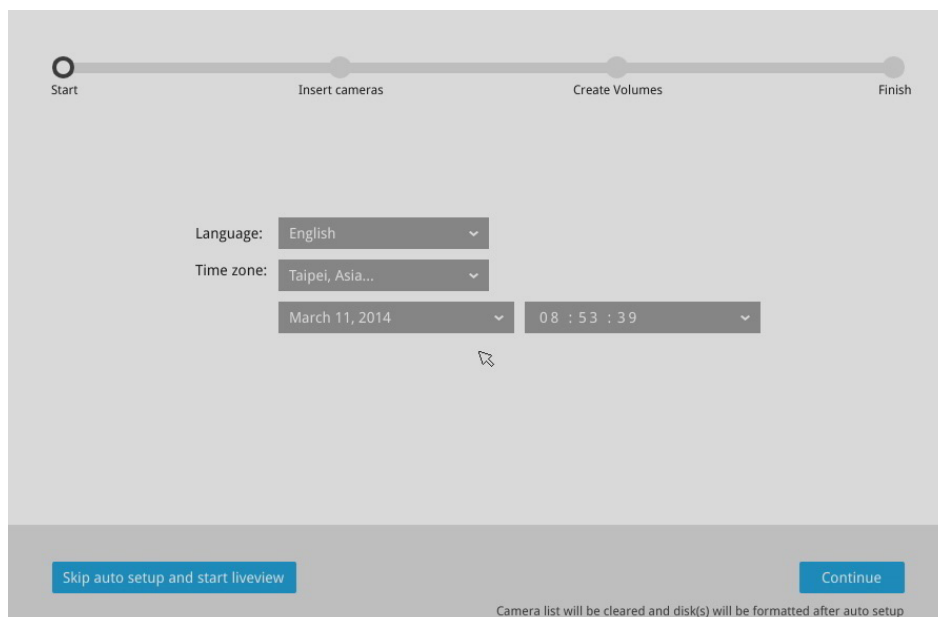 Start Insert cameras Create Volumes Finish
Language: English
Time zone: Taipei, Asia...
March 11, 2014 08 : 53 : 39
Skip auto setup and start liveview Continue
Camera list will be cleared and disk(s) will be formatted after auto setup